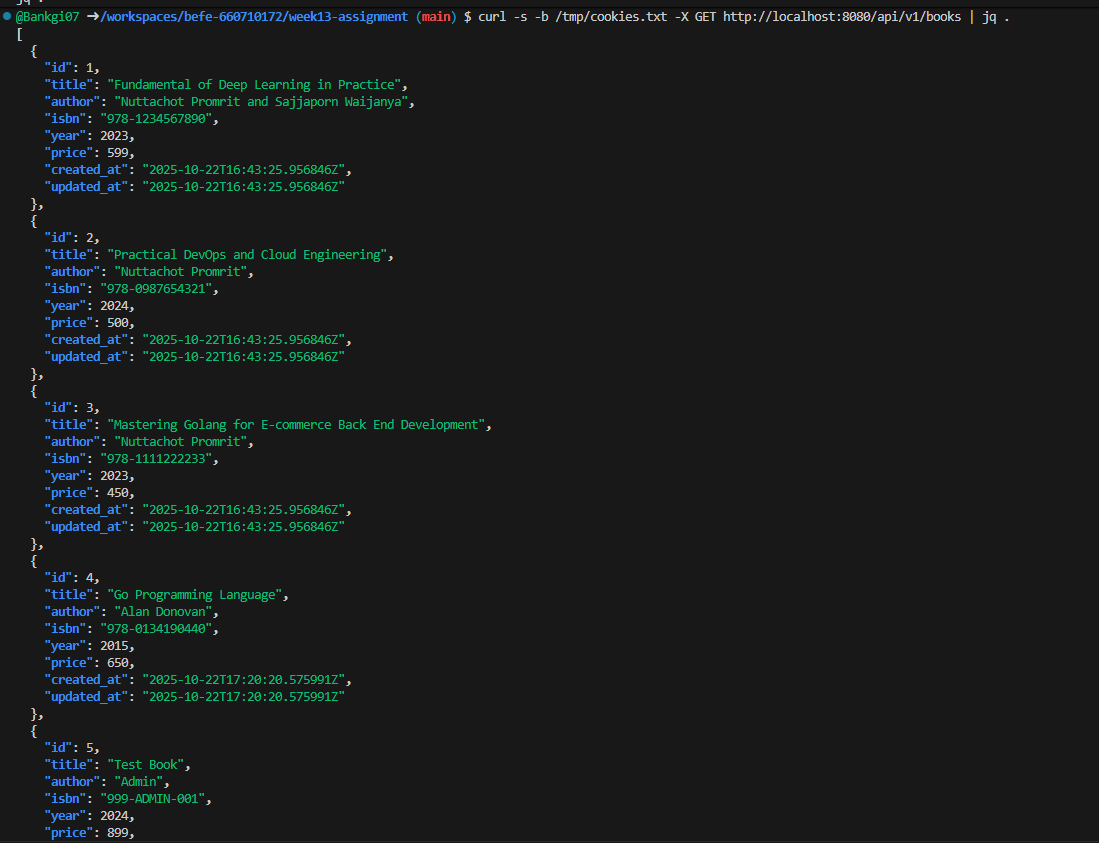 @Bankgi07 ➜/workspaces/befe-660710172/week13-assignment (main) $ curl -s -b /tmp/cookies.txt -X GET http://localhost:8080/api/v1/books | jq .
[
  {
    "id": 1,
    "title": "Fundamental of Deep Learning in Practice",
    "author": "Nuttachot Promrit and Sajjaporn Waijanya",
    "isbn": "978-1234567890",
    "year": 2023,
    "price": 599,
    "created_at": "2025-10-22T16:43:25.956846Z",
    "updated_at": "2025-10-22T16:43:25.956846Z"
  },
  {
    "id": 2,
    "title": "Practical DevOps and Cloud Engineering",
    "author": "Nuttachot Promrit",
    "isbn": "978-0987654321",
    "year": 2024,
    "price": 500,
    "created_at": "2025-10-22T16:43:25.956846Z",
    "updated_at": "2025-10-22T16:43:25.956846Z"
  },
  {
    "id": 3,
    "title": "Mastering Golang for E-commerce Back End Development",
    "author": "Nuttachot Promrit",
    "isbn": "978-1111222233",
    "year": 2023,
    "price": 450,
    "created_at": "2025-10-22T16:43:25.956846Z",
    "updated_at": "2025-10-22T16:43:25.956846Z"
  },
  {
    "id": 4,
    "title": "Go Programming Language",
    "author": "Alan Donovan",
    "isbn": "978-0134190440",
    "year": 2015,
    "price": 650,
    "created_at": "2025-10-22T17:20:20.575991Z",
    "updated_at": "2025-10-22T17:20:20.575991Z"
  },
  {
    "id": 5,
    "title": "Test Book",
    "author": "Admin",
    "isbn": "999-ADMIN-001",
    "year": 2024,
    "price": 899,